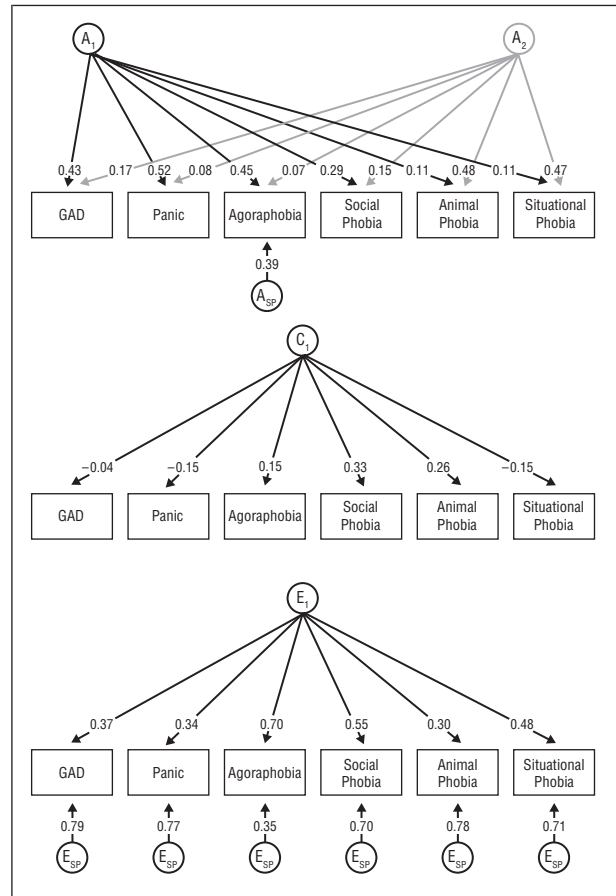 A1 A2
0.43 0.17 0.52 0.08 0.45 0.07 0.29 0.15 0.11 0.48 0.11 0.47
GAD Panic Agoraphobia Social Phobia Animal Phobia Situational Phobia
0.39
ASP
C1
−0.04 −0.15 0.15 0.33 0.26 −0.15
GAD Panic Agoraphobia Social Phobia Animal Phobia Situational Phobia
E1
0.37 0.34 0.70 0.55 0.30 0.48
GAD Panic Agoraphobia Social Phobia Animal Phobia Situational Phobia
0.79 0.77 0.35 0.70 0.78 0.71
ESP ESP ESP ESP ESP ESP